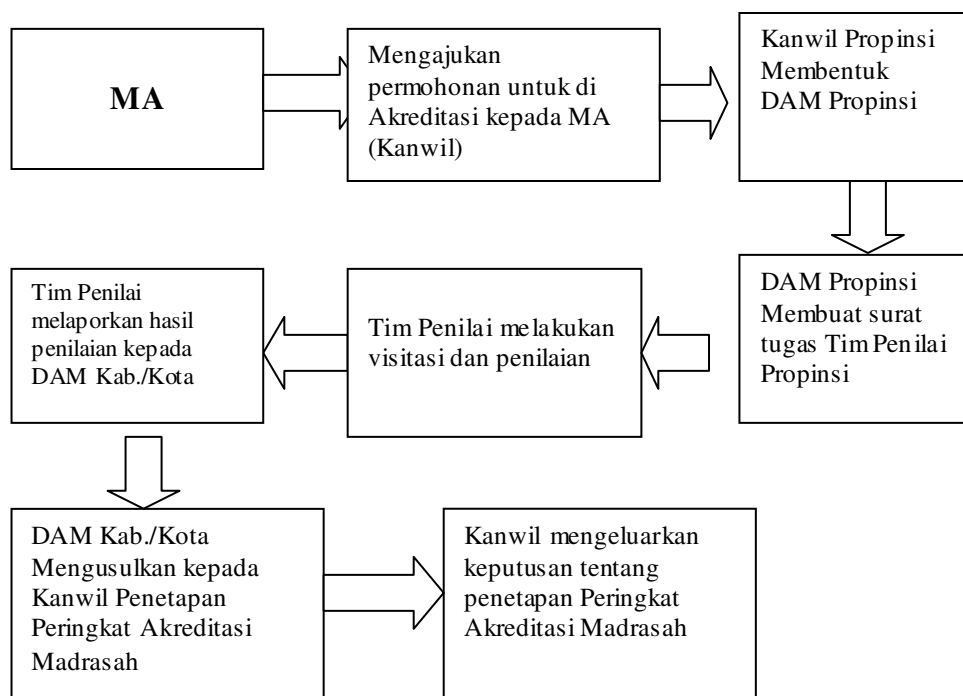 MA
Mengajukan
permohonan untuk di
Akreditasi kepada MA
(Kanwil)
Kanwil Propinsi
Membentuk
DAM Propinsi
DAM Propinsi
Membuat surat
tugas Tim Penilai
Propinsi
Tim Penilai melakukan
visitasi dan penilaian
Tim Penilai
melaporkan hasil
penilaian kepada
DAM Kab./Kota
DAM Kab./Kota
Mengusulkan kepada
Kanwil Penetapan
Peringkat Akreditasi
Madrasah
Kanwil mengeluarkan
keputusan tentang
penetapan Peringkat
Akreditasi Madrasah